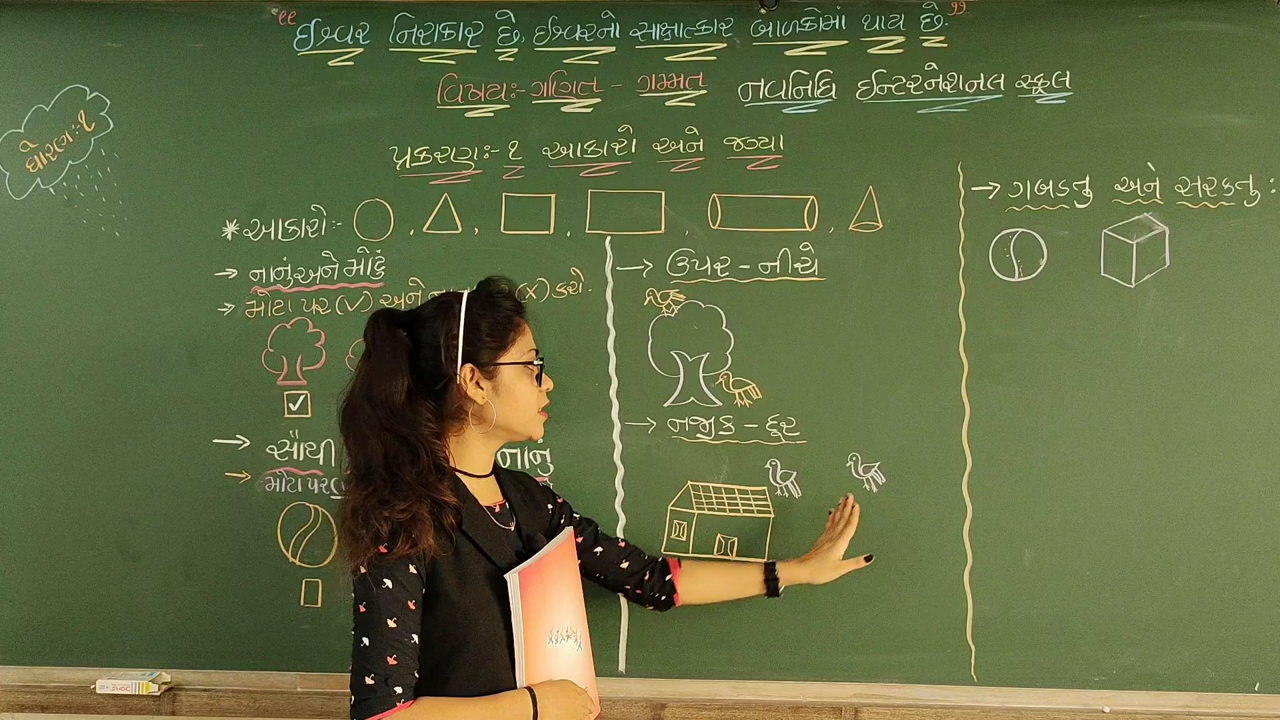 "ઈશ્વર નિરાકાર છે, ઈશ્વરનો સાક્ષાત્કાર બાળકોમાં થાય છે."
વિષય:- ગણિત - ગમ્મત નવનિધિ ઈન્ટરનેશનલ સ્કૂલ
ધોરણ:-૧
પ્રકરણ:- ૧ આકારો અને જગ્યા
* આકારો:- , , , , ,
→ નાનું અને મોટું
→ મોટા પર (✓) અને (X) કરો.
→ સૌથી નાનું
→ મોટા પર
→ ઉપર - નીચે
→ નજીક - દૂર
→ ગબડતુ અને સરકતુ :